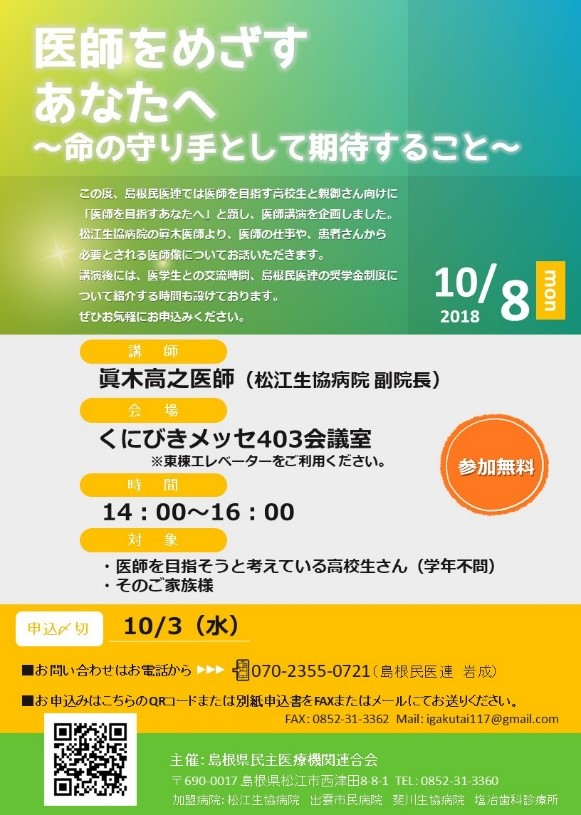 医師をめざす
あなたへ
～命の守り手として期待すること～
この度、島根民医連では医師を目指す高校生と親御さん向けに
「医師を目指すあなたへ」と題し、医師講演を企画しました。
松江生協病院の眞木医師より、医師の仕事や、患者さんから
必要とされる医師像についてお話いただきます。
講演後には、医学生との交流時間、島根民医連の奨学金制度に
ついて紹介する時間も設けております。
ぜひお気軽にお申込みください。
10/8
2018
mon
講師
眞木高之医師（松江生協病院 副院長）
会場
くにびきメッセ403会議室
※東棟エレベーターをご利用ください。
参加無料
時間
14：00～16：00
対象
・医師を目指そうと考えている高校生さん（学年不問）
・そのご家族様
申込〆切
10/3（水）
■お問い合わせはお電話から ▶▶▶ 070-2355-0721（島根民医連 岩成）
■お申込みはこちらのQRコードまたは別紙申込書をFAXまたはメールにてお送りください。
FAX: 0852-31-3362 Mail: igakutai117@gmail.com
主催: 島根県民主医療機関連合会
〒690-0017 島根県松江市西津田8-8-1 TEL: 0852-31-3360
加盟病院: 松江生協病院 出雲市民病院 斐川生協病院 塩冶歯科診療所